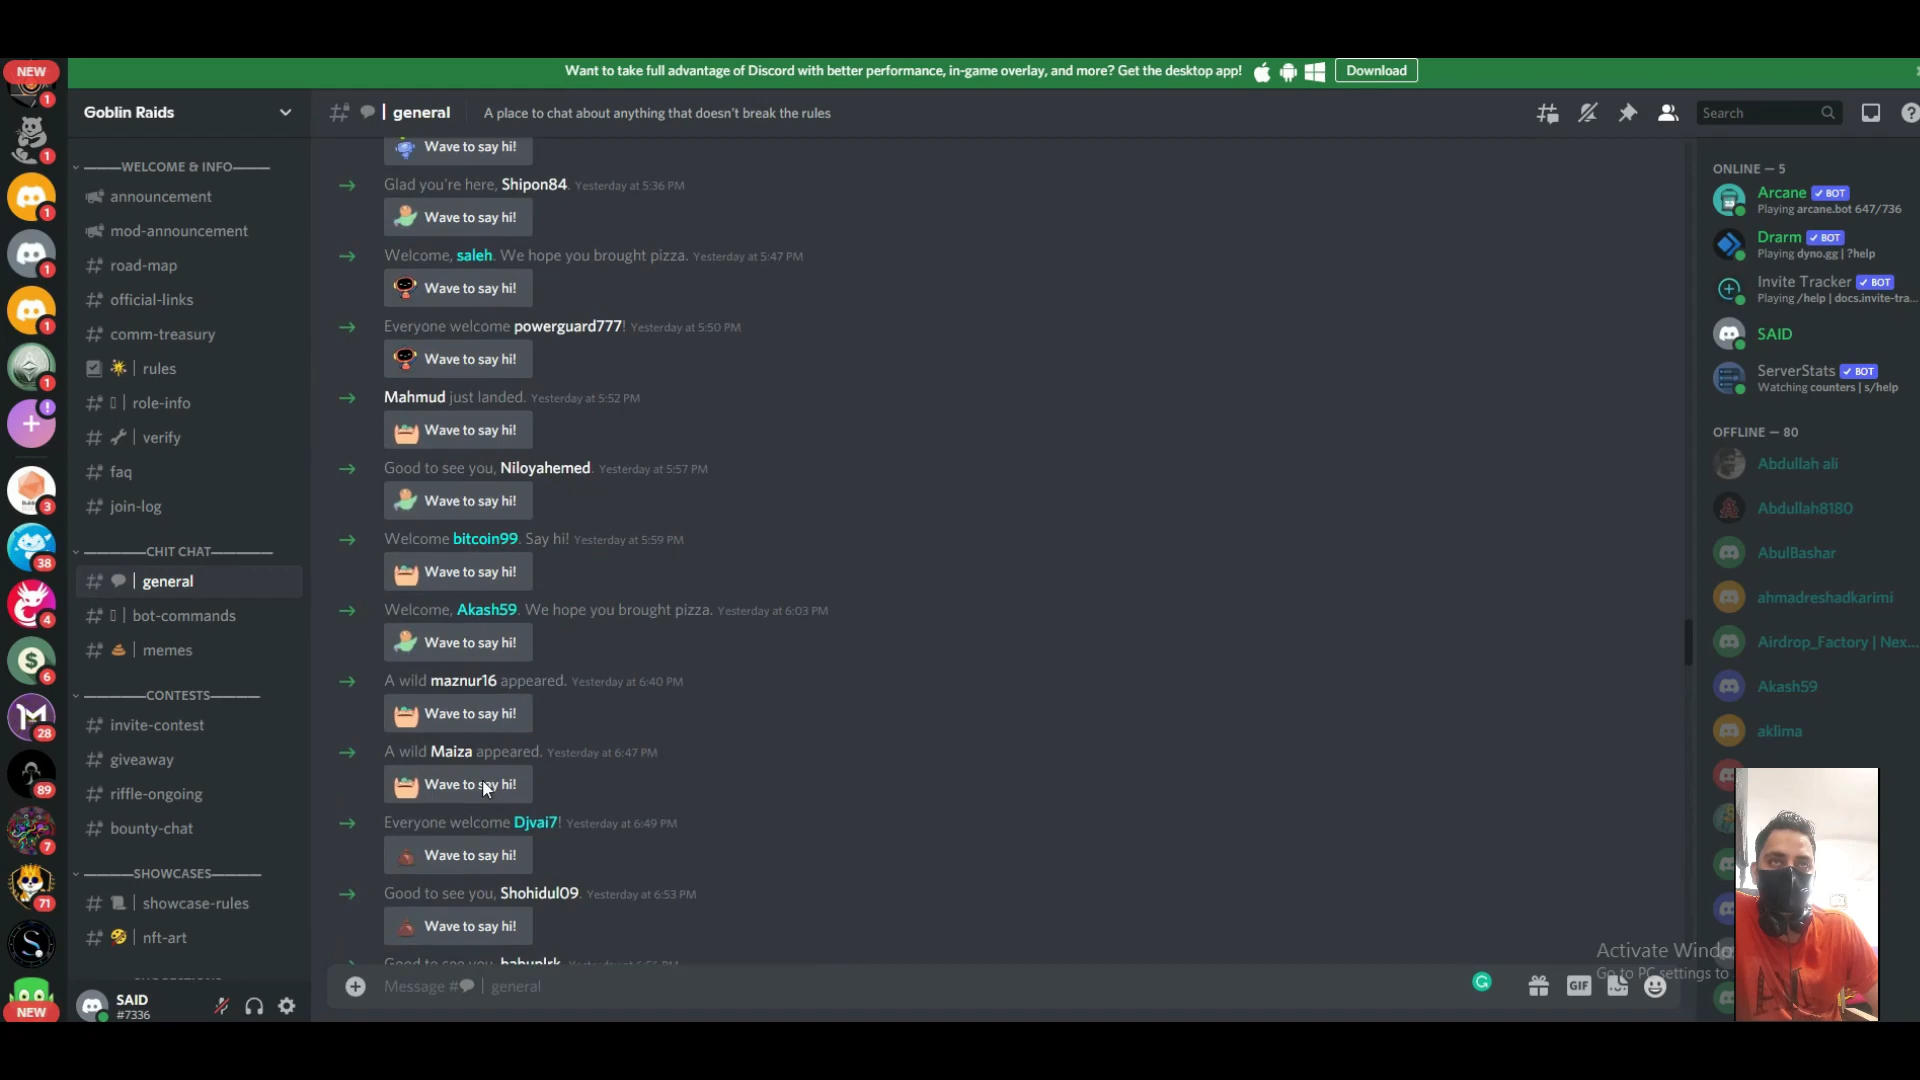 NEW
Want to take full advantage of Discord with better performance, in-game overlay, and more? Get the desktop app!
Download
1
1
1
1
1
1
3
38
4
6
28
89
7
71
NEW
Goblin Raids
WELCOME & INFO
announcement
mod-announcement
road-map
official-links
comm-treasury
| rules
| role-info
| verify
faq
join-log
CHIT CHAT
| general
| bot-commands
| memes
CONTESTS
invite-contest
giveaway
riffle-ongoing
bounty-chat
SHOWCASES
| showcase-rules
| nft-art
SAID
#7336
| general
A place to chat about anything that doesn't break the rules
Search
Wave to say hi!
Glad you're here, Shipon84. Yesterday at 5:36 PM
Wave to say hi!
Welcome, saleh. We hope you brought pizza. Yesterday at 5:47 PM
Wave to say hi!
Everyone welcome powerguard777! Yesterday at 5:50 PM
Wave to say hi!
Mahmud just landed. Yesterday at 5:52 PM
Wave to say hi!
Good to see you, Niloyahemed. Yesterday at 5:57 PM
Wave to say hi!
Welcome bitcoin99. Say hi! Yesterday at 5:59 PM
Wave to say hi!
Welcome, Akash59. We hope you brought pizza. Yesterday at 6:03 PM
Wave to say hi!
A wild maznur16 appeared. Yesterday at 6:40 PM
Wave to say hi!
A wild Maiza appeared. Yesterday at 6:47 PM
Wave to say hi!
Everyone welcome Djvai7! Yesterday at 6:49 PM
Wave to say hi!
Good to see you, Shohidul09. Yesterday at 6:53 PM
Wave to say hi!
Good to see you,
Message # | general
GIF
ONLINE — 5
Arcane BOT
Playing arcane.bot 647/736
Drarm BOT
Playing dyno.gg | ?help
Invite Tracker BOT
Playing /help | docs.invite-tra...
SAID
ServerStats BOT
Watching counters | s/help
OFFLINE — 80
Abdullah ali
Abdullah8180
AbulBashar
ahmadreshadkarimi
Airdrop_Factory | Nex...
Akash59
aklima
Activate Windo
Go to PC settings to